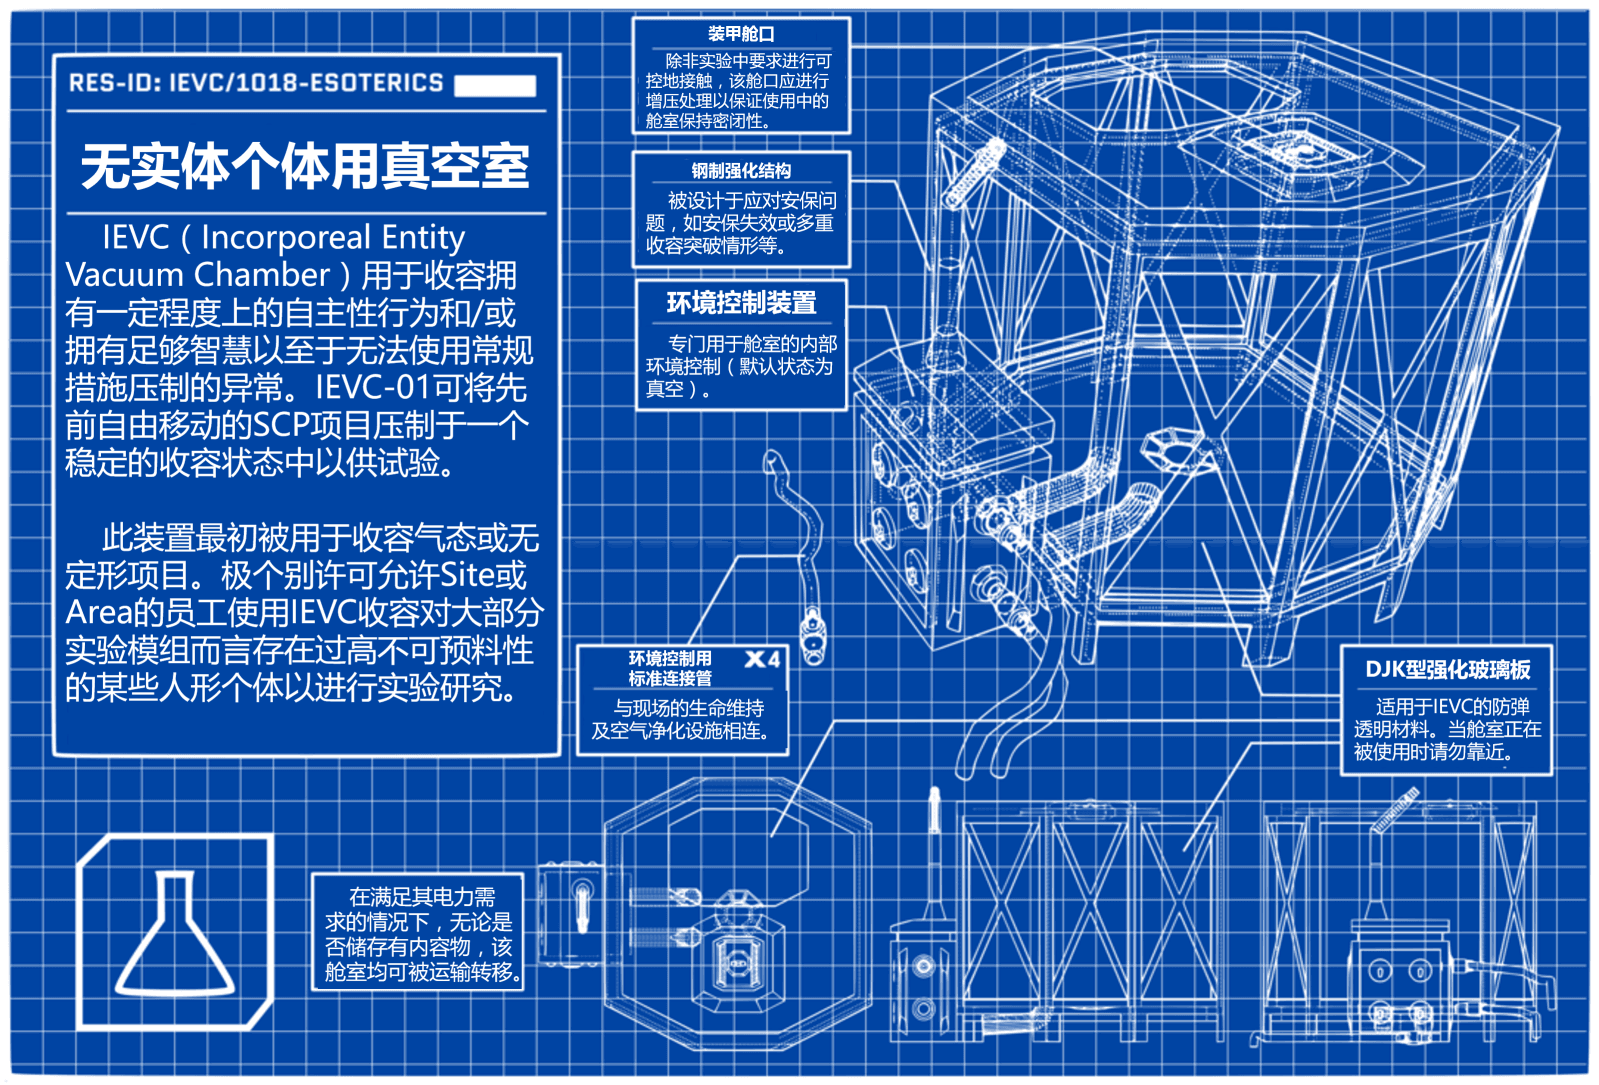 RES-ID: IEVC/1018-ESOTERICS
无实体个体用真空室
IEVC（Incorporeal Entity
Vacuum Chamber）用于收容拥
有一定程度上的自主性行为和/或
拥有足够智慧以至于无法使用常规
措施压制的异常。IEVC-01可将先
前自由移动的SCP项目压制于一个
稳定的收容状态中以供试验。
此装置最初被用于收容气态或无
定形项目。极个别许可允许Site或
Area的员工使用IEVC收容对大部分
实验模组而言存在过高不可预料性
的某些人形个体以进行实验研究。
装甲舱口
除非实验中要求进行可
控地接触，该舱口应进行
增压处理以保证使用中的
舱室保持密闭性。
钢制强化结构
被设计于应对安保问
题，如安保失效或多重
收容突破情形等。
环境控制装置
专门用于舱室的内部
环境控制（默认状态为
真空）。
环境控制用 X4
标准连接管
与现场的生命维持
及空气净化设施相连。
DJK型强化玻璃板
适用于IEVC的防弹
透明材料。当舱室正在
被使用时请勿靠近。
在满足其电力需
求的情况下，无论是
否储存有内容物，该
舱室均可被运输转移。